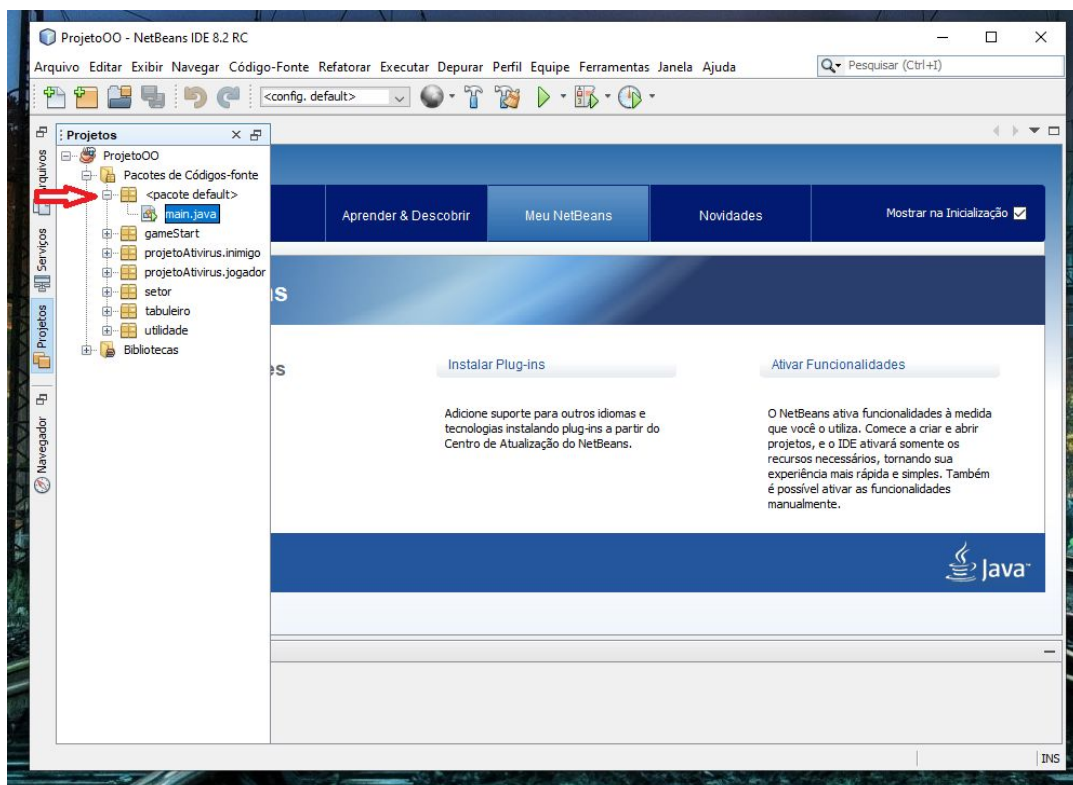 ProjetoOO - NetBeans IDE 8.2 RC
Arquivo Editar Exibir Navegar Código-Fonte Refatorar Executar Depurar Perfil Equipe Ferramentas Janela Ajuda
Pesquisar (Ctrl+I)
<config. default>
Projetos
ProjetoOO
Pacotes de Códigos-fonte
<pacote default>
main.java
gameStart
projetoAtivirus.inimigo
projetoAtivirus.jogador
setor
tabuleiro
utilidade
Bibliotecas
Serviços
Projetos
Navegador
Aprender & Descobrir
Meu NetBeans
Novidades
Mostrar na Inicialização
Instalar Plug-ins
Adicione suporte para outros idiomas e
tecnologias instalando plug-ins a partir do
Centro de Atualização do NetBeans.
Ativar Funcionalidades
O NetBeans ativa funcionalidades à medida
que você o utiliza. Comece a criar e abrir
projetos, e o IDE ativará somente os
recursos necessários, tornando sua
experiência mais rápida e simples. Também
é possível ativar as funcionalidades
manualmente.
Java
INS